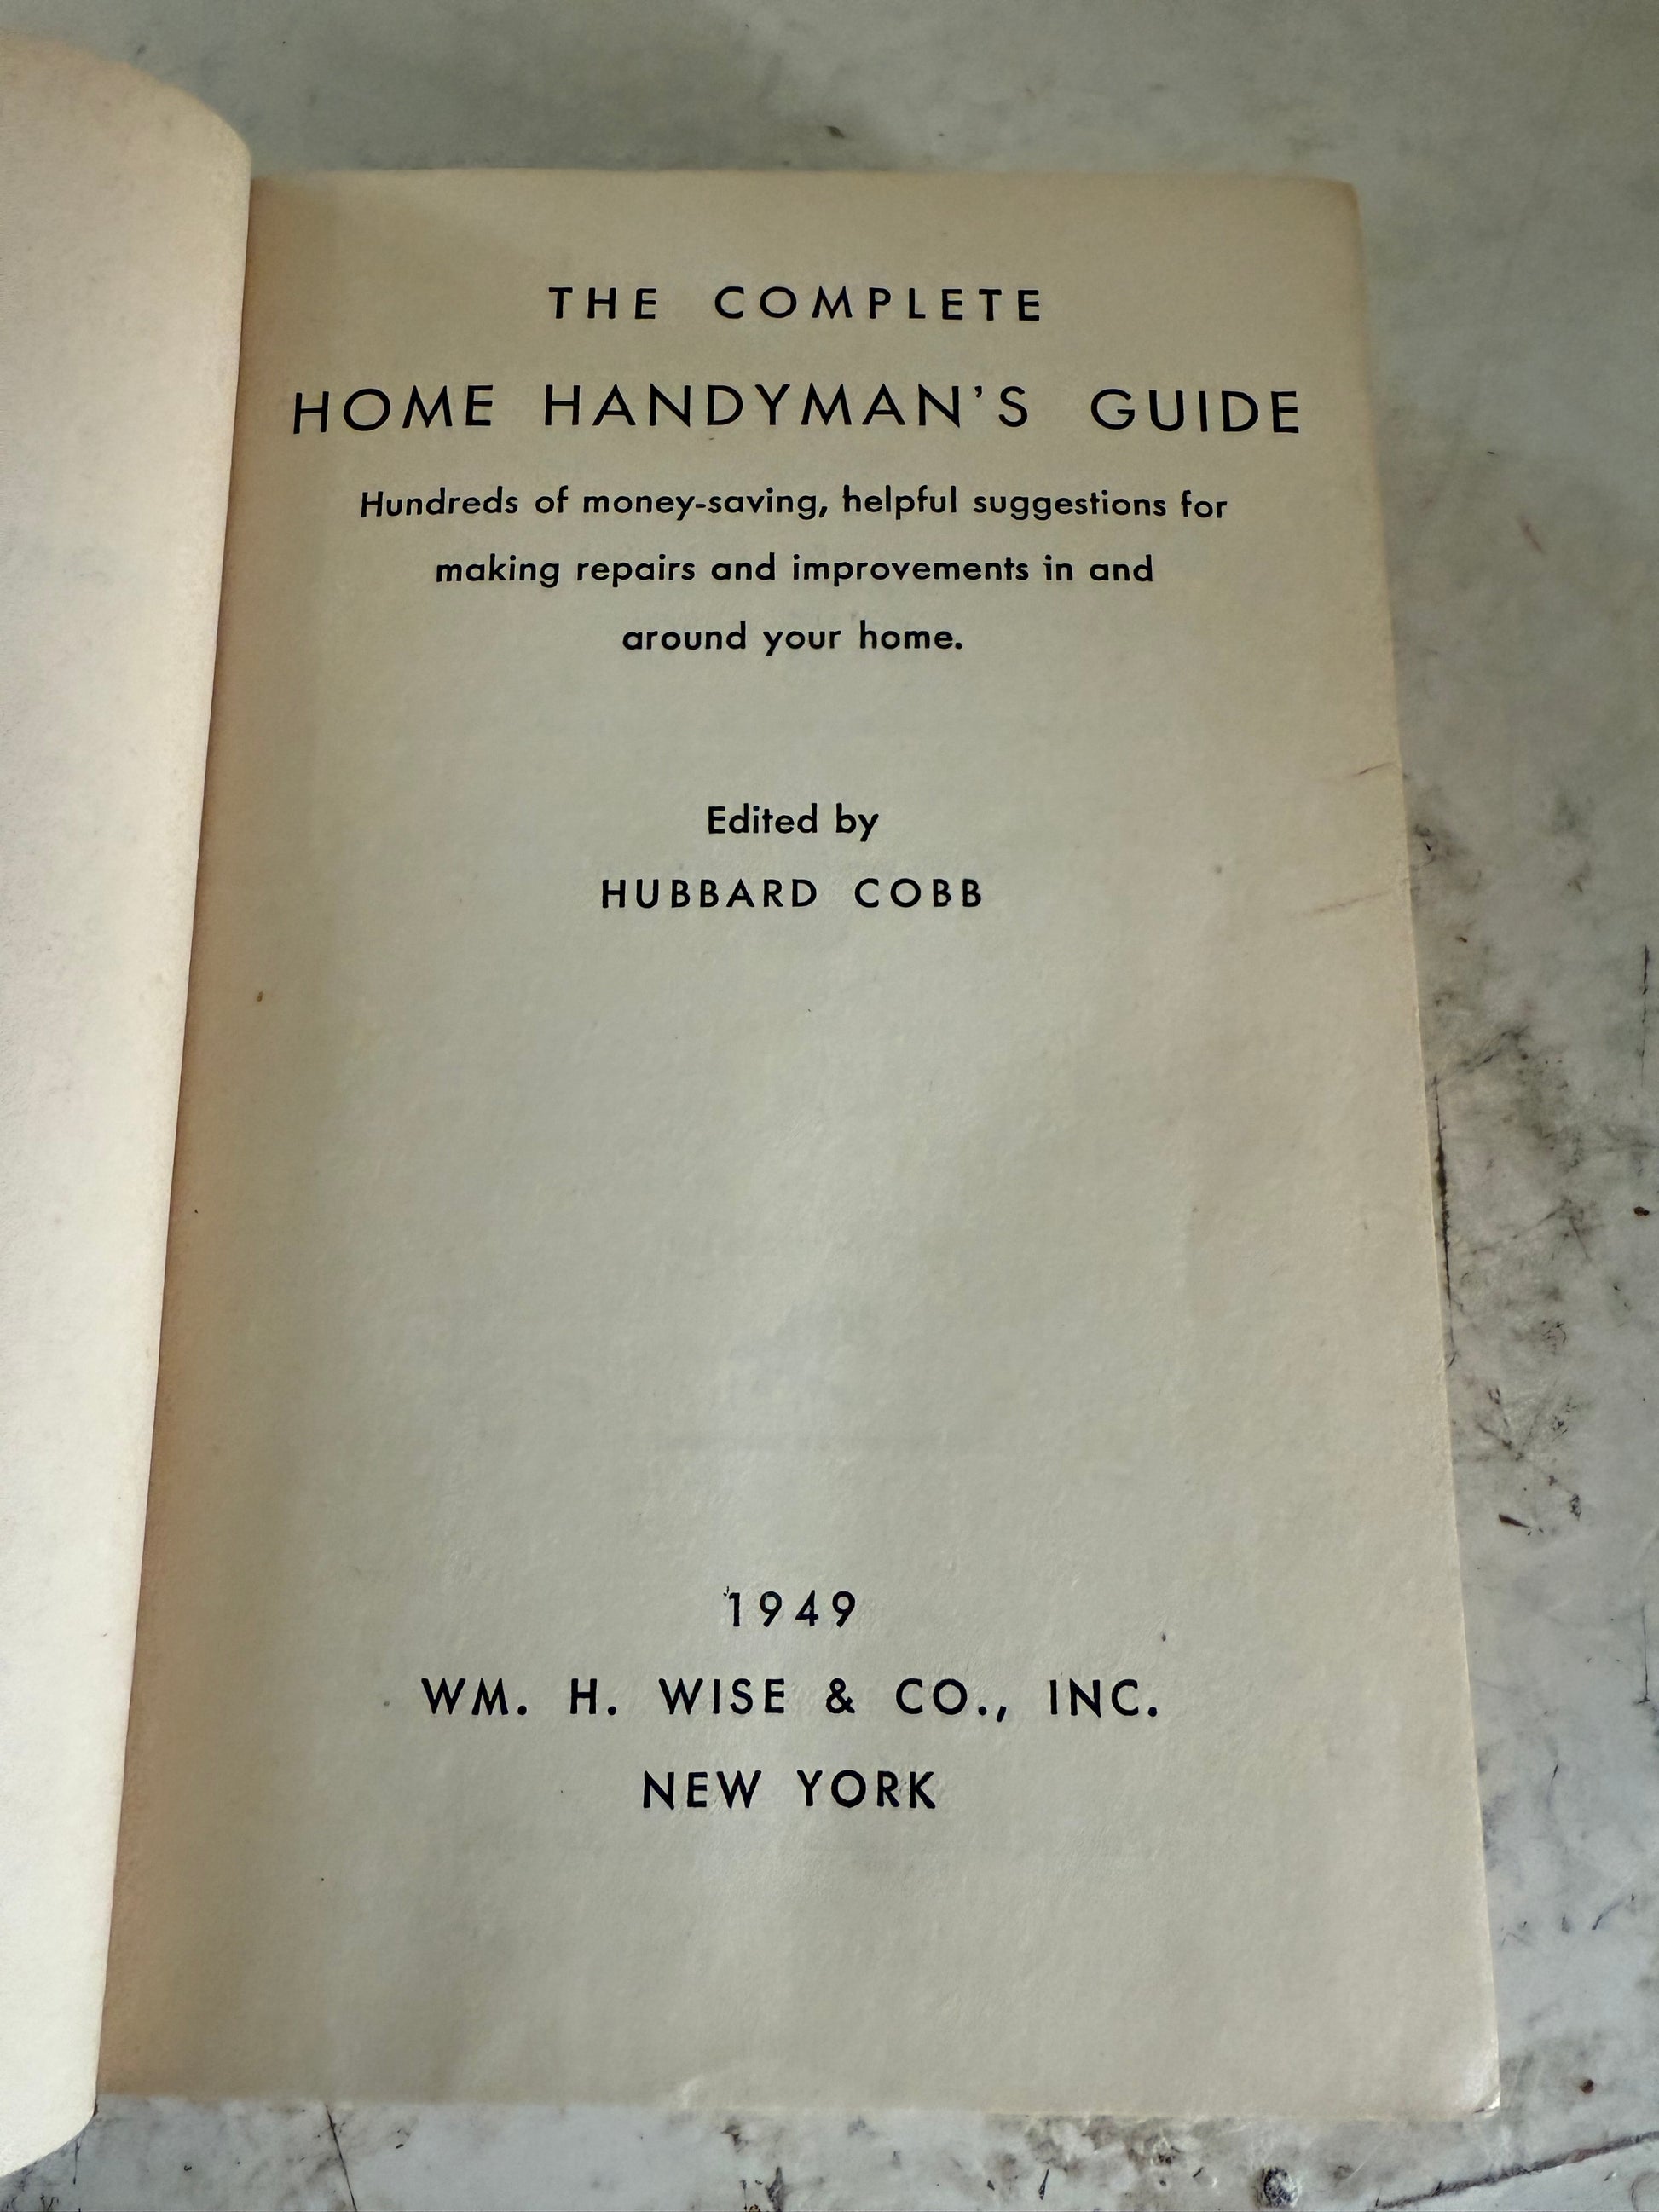 THE COMPLETE
HOME HANDYMAN'S GUIDE
Hundreds of money-saving, helpful suggestions for
making repairs and improvements in and
around your home.
Edited by
HUBBARD COBB
1949
WM. H. WISE & CO., INC.
NEW YORK